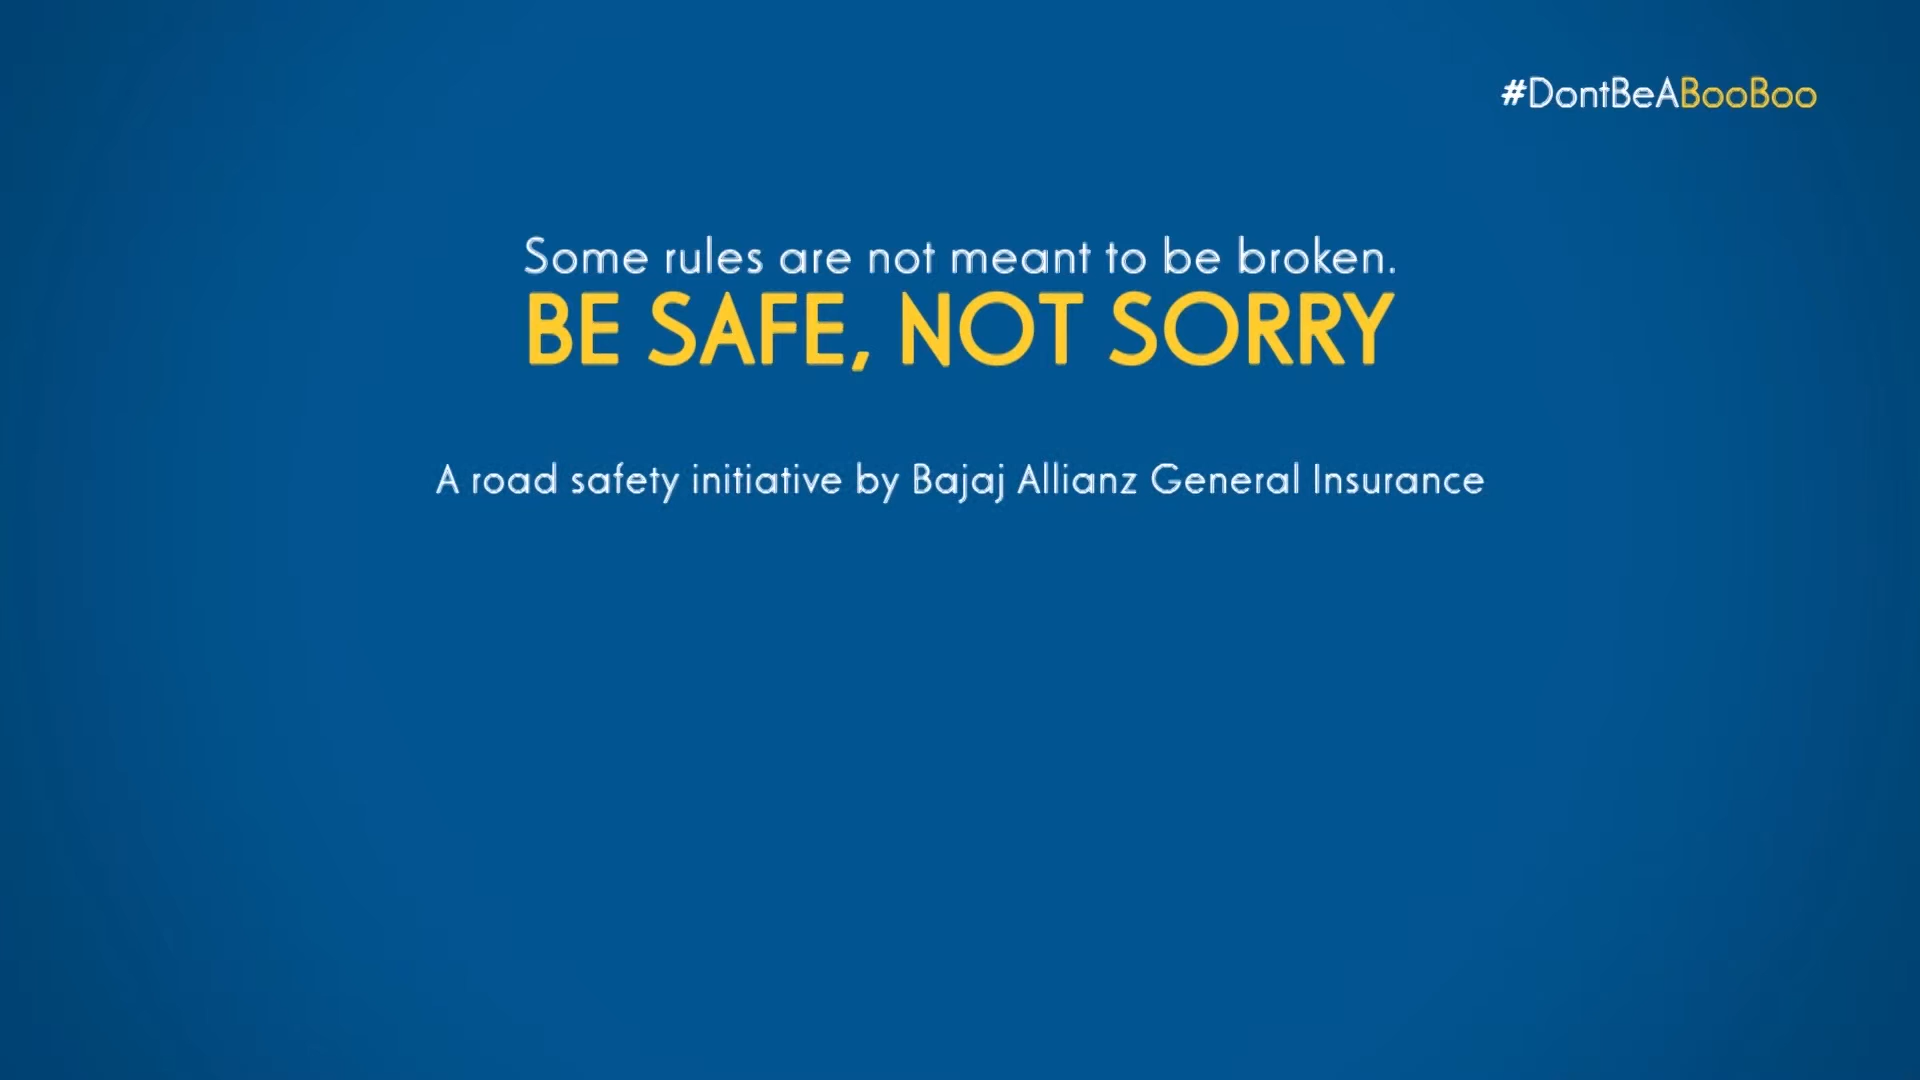 #DontBeABooBoo
Some rules are not meant to be broken.
BE SAFE, NOT SORRY
A road safety initiative by Bajaj Allianz General Insurance